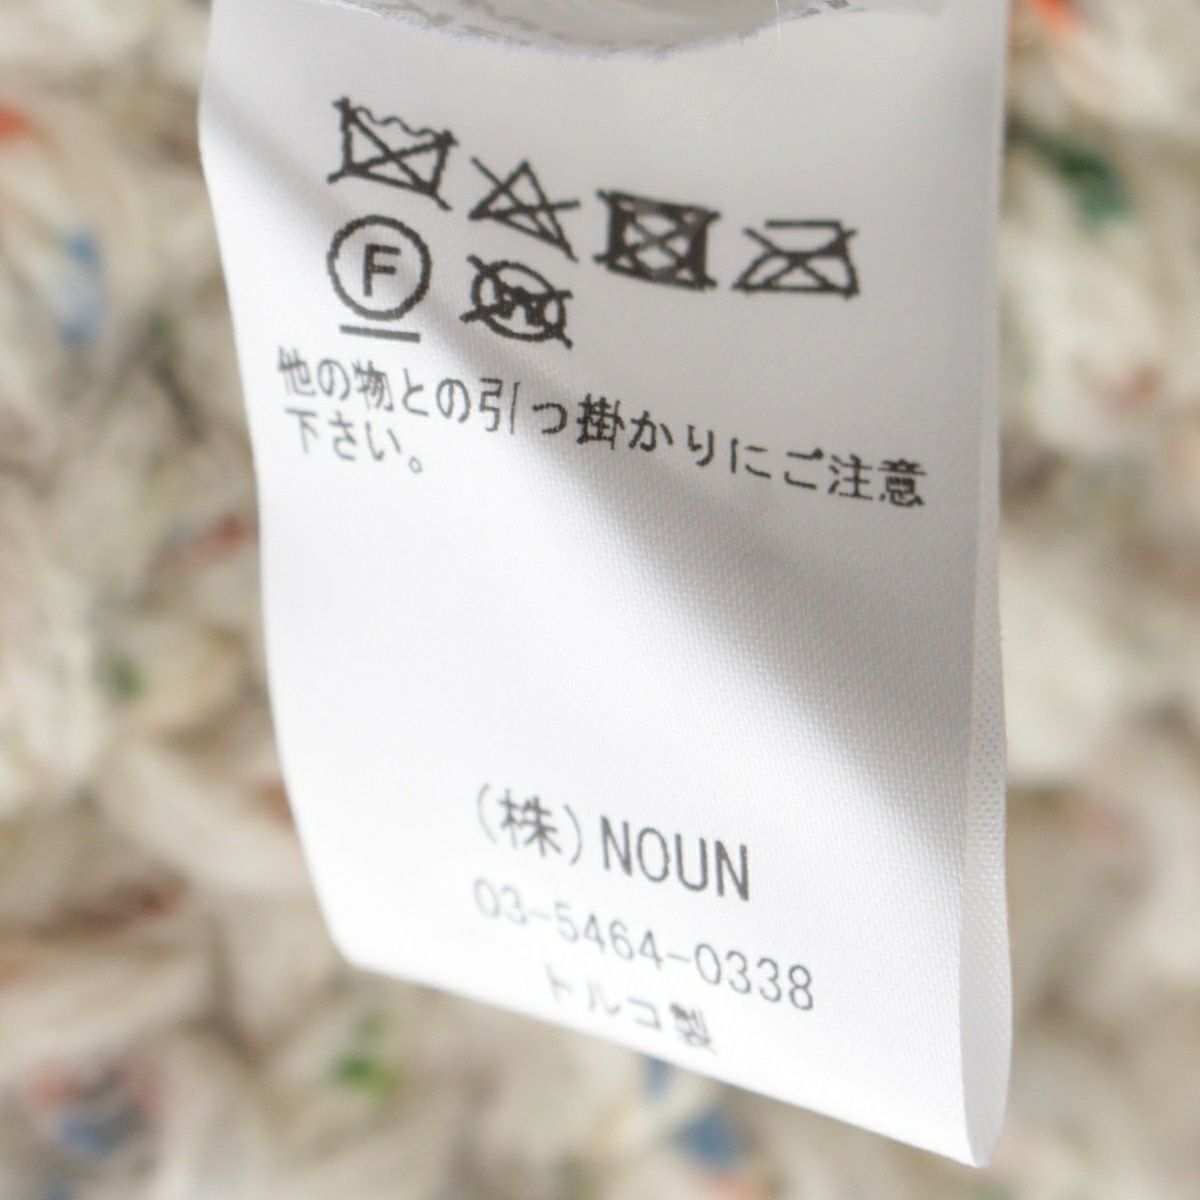 F
W
他の物との引っ掛かりにご注意
下さい。
(株)NOUN
03-5464-0338
トルコ製